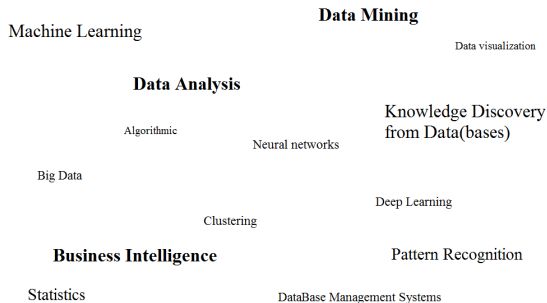 Data Mining
Machine Learning
Data visualization
Data Analysis
Knowledge Discovery
from Data(bases)
Algorithmic
Neural networks
Big Data
Deep Learning
Clustering
Business Intelligence
Pattern Recognition
Statistics
DataBase Management Systems